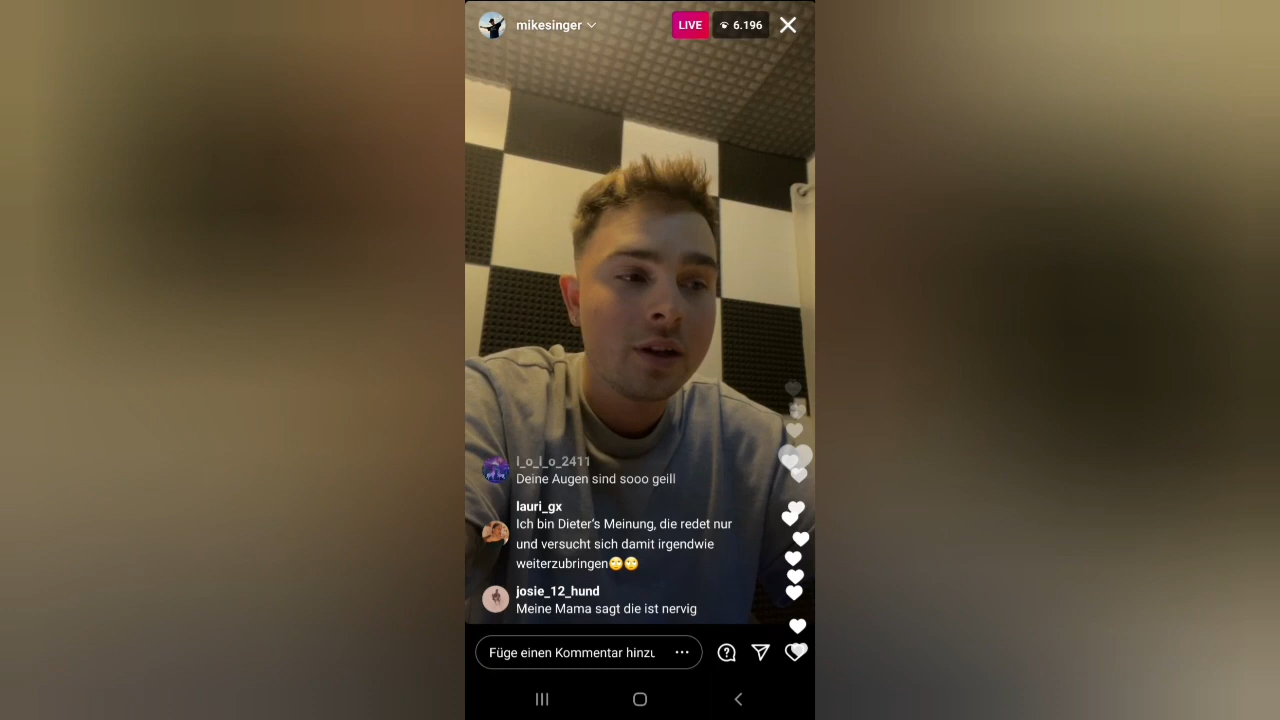 mikesinger
LIVE
6.196
l_o_l_o_2411
Deine Augen sind sooo geill
lauri_gx
Ich bin Dieter's Meinung, die redet nur
und versucht sich damit irgendwie
weiterzubringen🙄🙄
josie_12_hund
Meine Mama sagt die ist nervig
Füge einen Kommentar hinzu